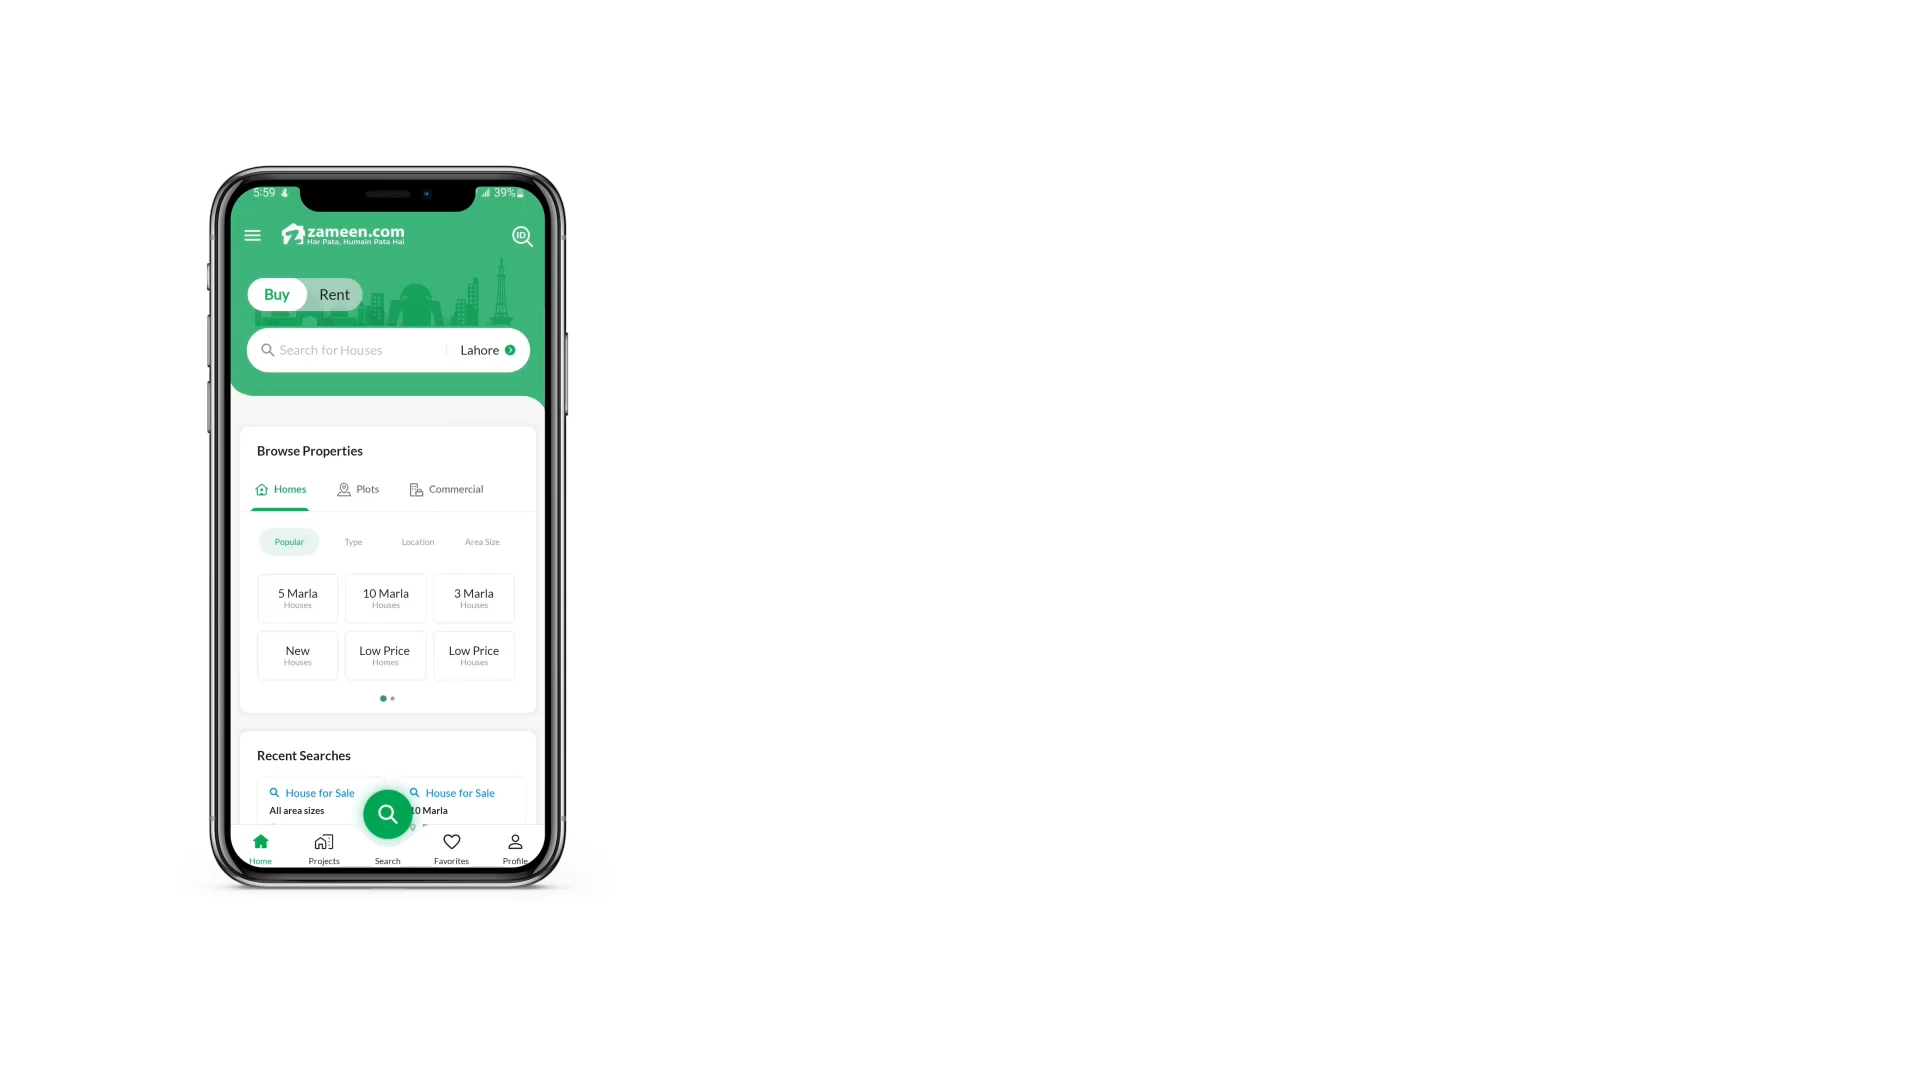 5:59
39%
zameen.com
Har Pata, Humain Pata Hai
ID
Buy Rent
Search for Houses Lahore
Browse Properties
Homes Plots Commercial
Popular Type Location Area Size
5 Marla 10 Marla 3 Marla
Houses Houses Houses
New Low Price Low Price
Houses Homes Houses
Recent Searches
House for Sale House for Sale
All area sizes 10 Marla
Home Projects Search Favorites Profile